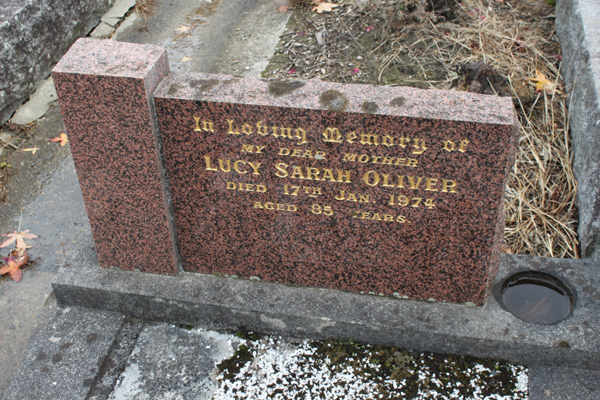 In Loving Memory of
MY DEAR MOTHER
LUCY SARAH OLIVER
DIED 17TH JAN. 1974
AGED 85 YEARS.